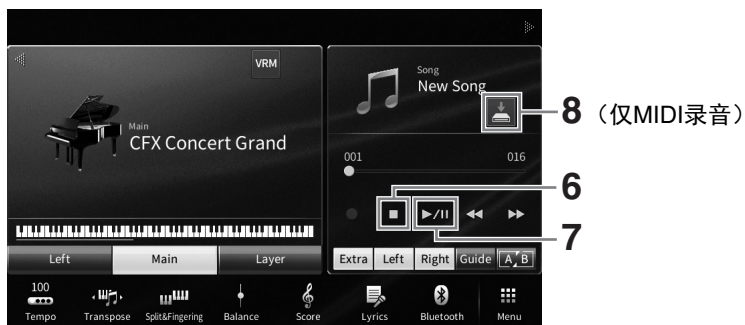 VRM
Main
CFX Concert Grand
Left Main Layer
Song
New Song
001 016
Extra Left Right Guide A B
100
Tempo Transpose Split&Fingering Balance Score Lyrics Bluetooth Menu
8（仅MIDI录音）
6
7